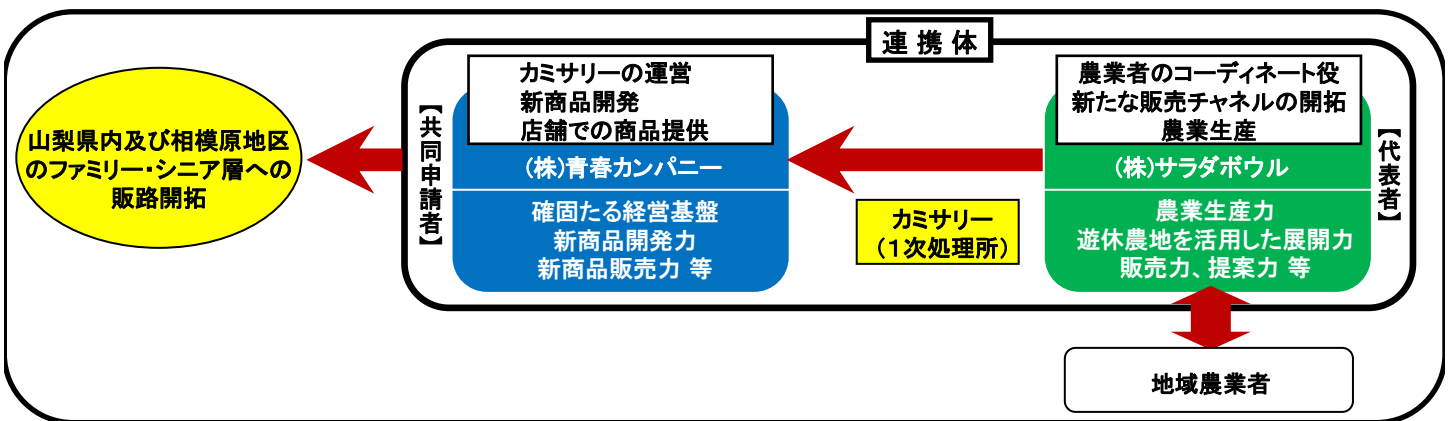 連携体
山梨県内及び相模原地区
のファミリー・シニア層への
販路開拓
【共同申請者】
カミサリーの運営
新商品開発
店舗での商品提供
(株)青春カンパニー
確固たる経営基盤
新商品開発力
新商品販売力 等
カミサリー
(1次処理所)
農業者のコーディネート役
新たな販売チャネルの開拓
農業生産
(株)サラダボウル
農業生産力
遊休農地を活用した展開力
販売力、提案力 等
【代表者】
地域農業者